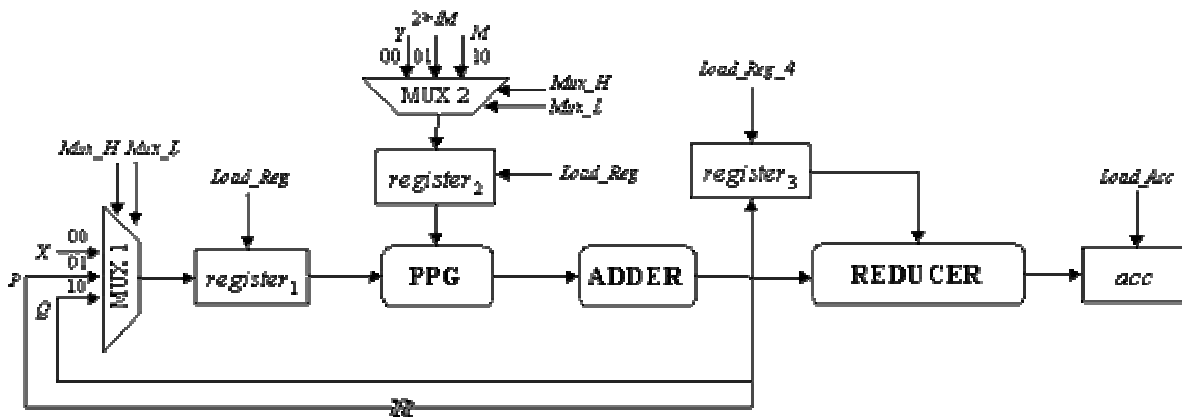 Y 2^÷M M
00 01 10
MUX 2
Mux_H
Mux_L
Load_Reg_4
Mux_H Mux_L
Load_Reg
register2
Load_Reg
register3
Load_Acc
X 00
01
P
10
MUX 1
register1
PPG
ADDER
REDUCER
acc